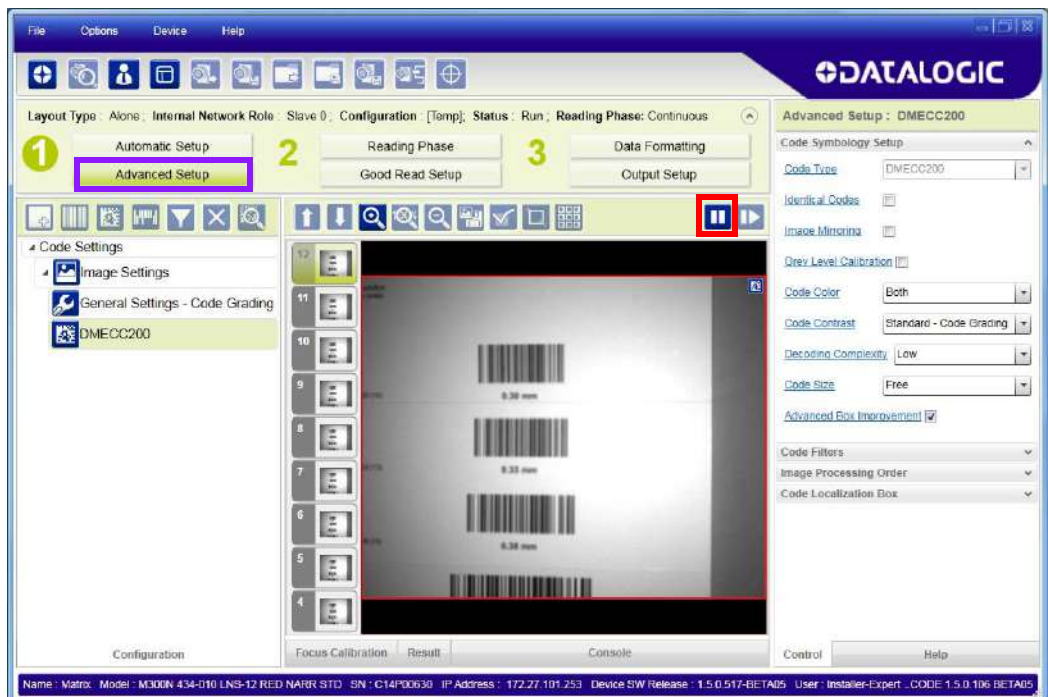 File Options Device Help
DATALOGIC
Layout Type : Alone ; Internal Network Role : Slave 0 ; Configuration : [Temp]; Status : Run ; Reading Phase: Continuous
1 Automatic Setup
Advanced Setup
2 Reading Phase
Good Read Setup
3 Data Formatting
Output Setup
Code Settings
Image Settings
General Settings - Code Grading
DMECC200
Configuration
12
11
10
9
8
7
6
5
4
0.30 mm
0.33 mm
0.38 mm
Focus Calibration Result Console
Advanced Setup : DMECC200
Code Symbology Setup
Code Type DMECC200
Identical Codes
Image Mirroring
Grey Level Calibration
Code Color Both
Code Contrast Standard - Code Grading
Decoding Complexity Low
Code Size Free
Advanced Box Improvement
Code Filters
Image Processing Order
Code Localization Box
Control Help
Name : Matrix Model : M300N 434-010 LNS-12 RED NARR STD SN : C14P00630 IP Address : 172.27.101.253 Device SW Release : 1.5.0.517-BETA05 User : Installer-Expert _CODE 1.5.0.106 BETA05